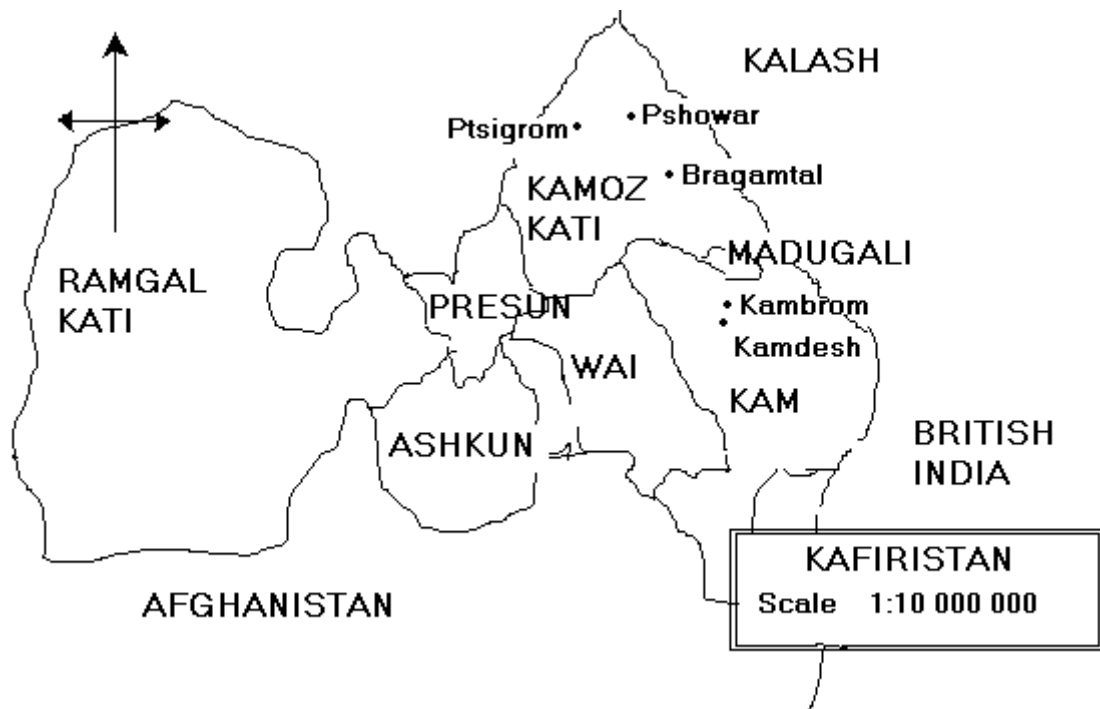 KALASH
Pshowar
Ptsigrom
Bragamtal
KAMOZ
KATI
MADUGALI
RAMGAL
KATI
PRESUN
Kambrom
Kamdesh
WAI
KAM
ASHKUN
BRITISH
INDIA
AFGHANISTAN
KAFIRISTAN
Scale 1:10 000 000